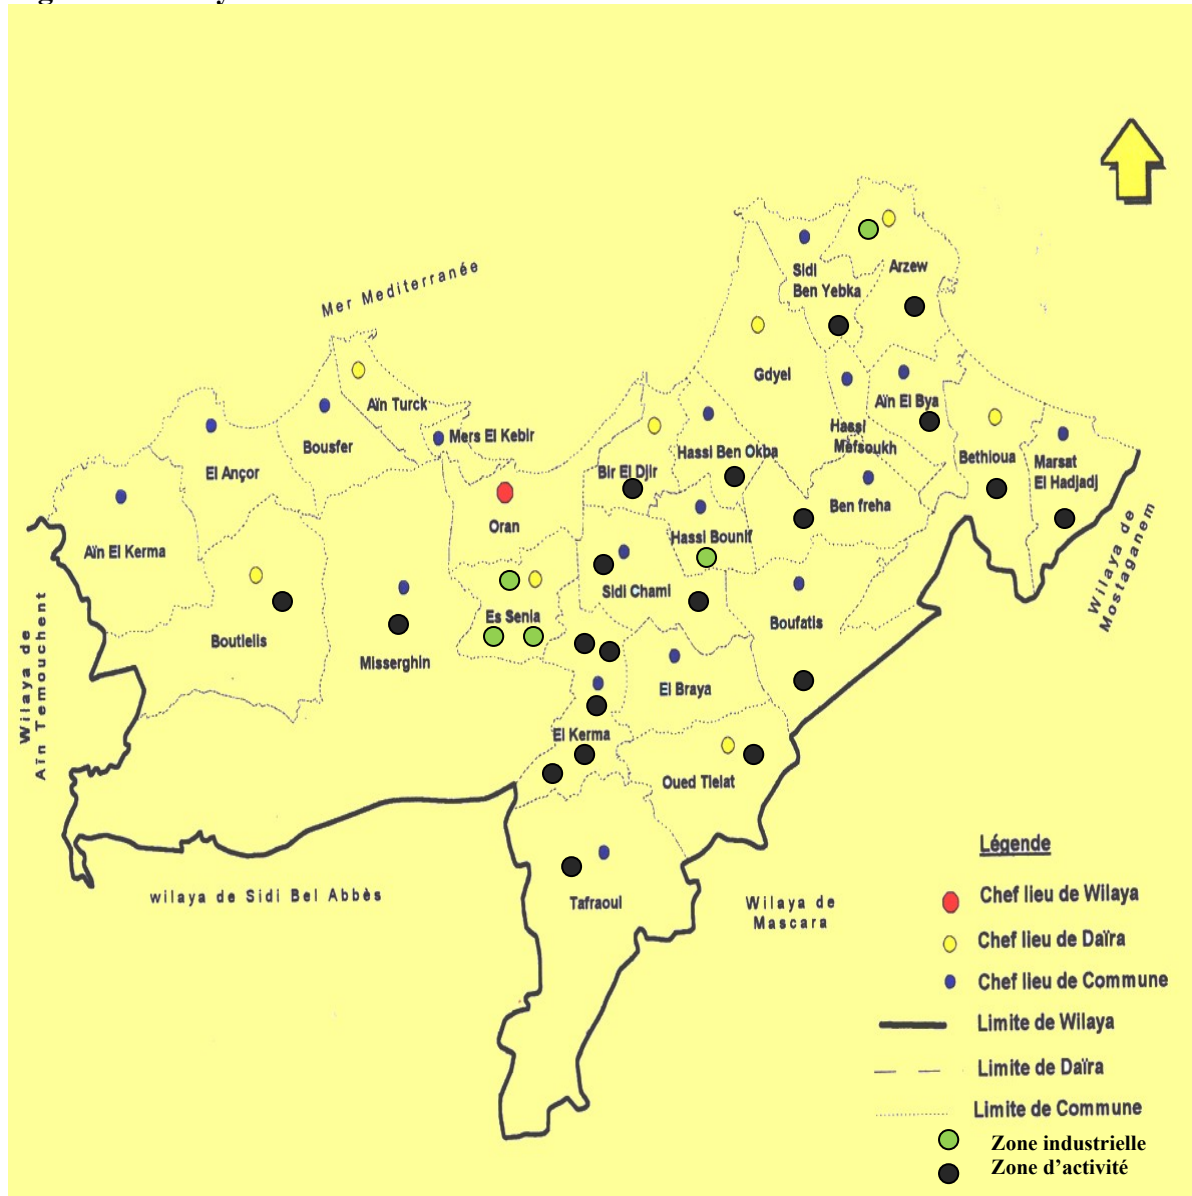 Mer Mediterranée
Sidi
Ben Yebka
Arzew
Gdyel
Aïn Turck
Aïn El Bya
Bousfer
Mers El Kebir
Hassi
Mèfsoukh
El Ançor
Hassi Ben Okba
Bethioua
Marsat
El Hadjadj
Bir El Djir
Ben freha
Oran
Hassi Bounif
Aïn El Kerma
Sidi Chami
Es Senia
Boufatis
Boutlelis
Misserghin
El Braya
El Kerma
Oued Tlelat
Tafraoui
Wilaya de
Aïn Temouchent
Wilaya de
Mostaganem
wilaya de Sidi Bel Abbès
Wilaya de
Mascara
Légende
Chef lieu de Wilaya
Chef lieu de Daïra
Chef lieu de Commune
Limite de Wilaya
Limite de Daïra
Limite de Commune
Zone industrielle
Zone d’activité